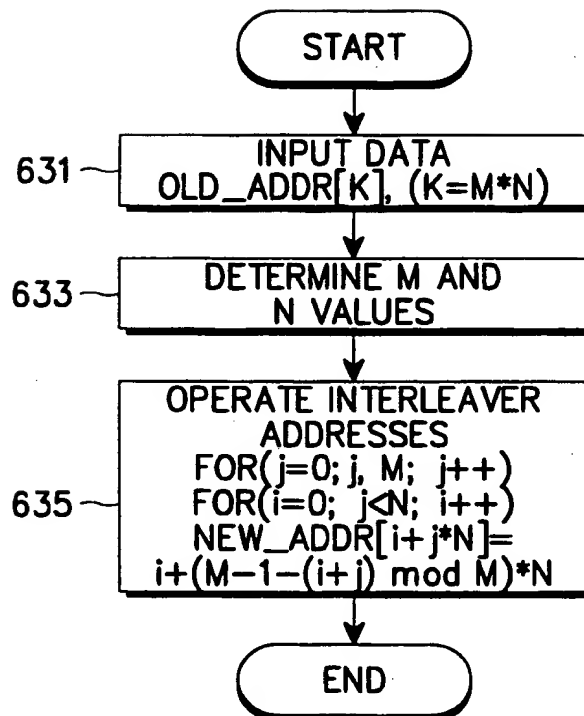 START
631
INPUT DATA
OLD_ADDR[K], (K=M*N)
633
DETERMINE M AND
N VALUES
635
OPERATE INTERLEAVER
ADDRESSES
FOR(j=0; j, M; j++)
FOR(i=0; j<N; i++)
NEW_ADDR[i+j*N]=
i+(M-1-(i+j) mod M)*N
END